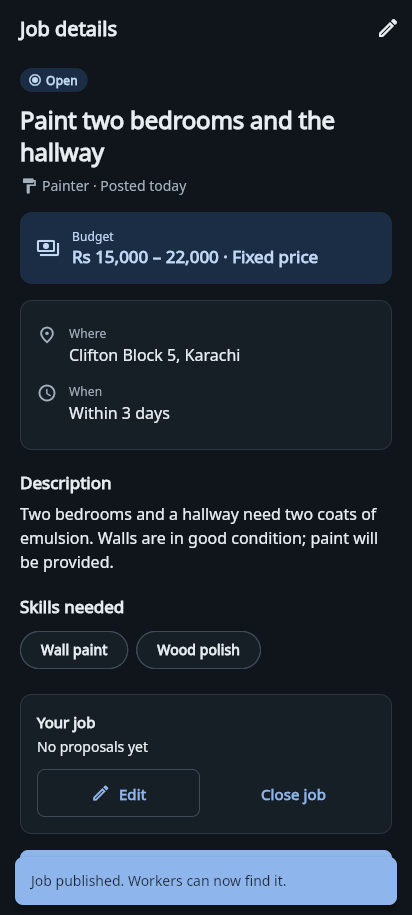 Job details
Open
Paint two bedrooms and the
hallway
Painter · Posted today
Budget
Rs 15,000 – 22,000 · Fixed price
Where
Clifton Block 5, Karachi
When
Within 3 days
Description
Two bedrooms and a hallway need two coats of
emulsion. Walls are in good condition; paint will
be provided.
Skills needed
Wall paint
Wood polish
Your job
No proposals yet
Edit
Close job
Job published. Workers can now find it.